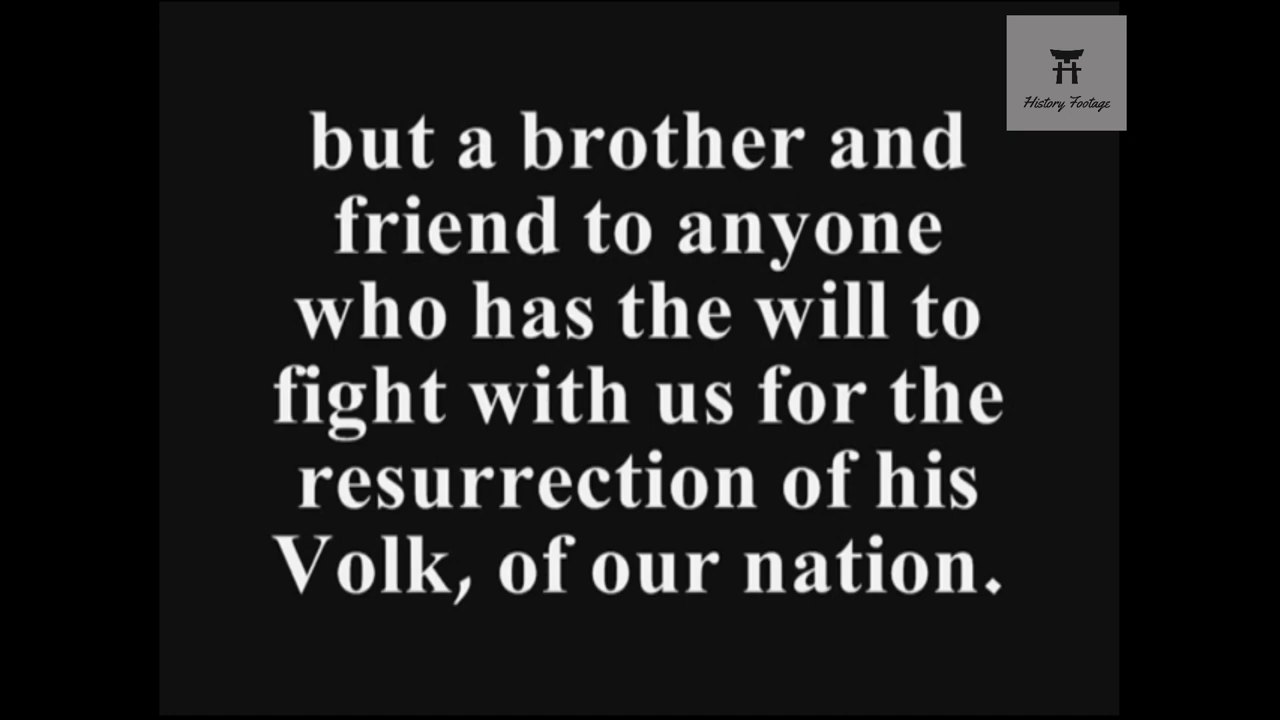 but a brother and
friend to anyone
who has the will to
fight with us for the
resurrection of his
Volk, of our nation.
History Footage